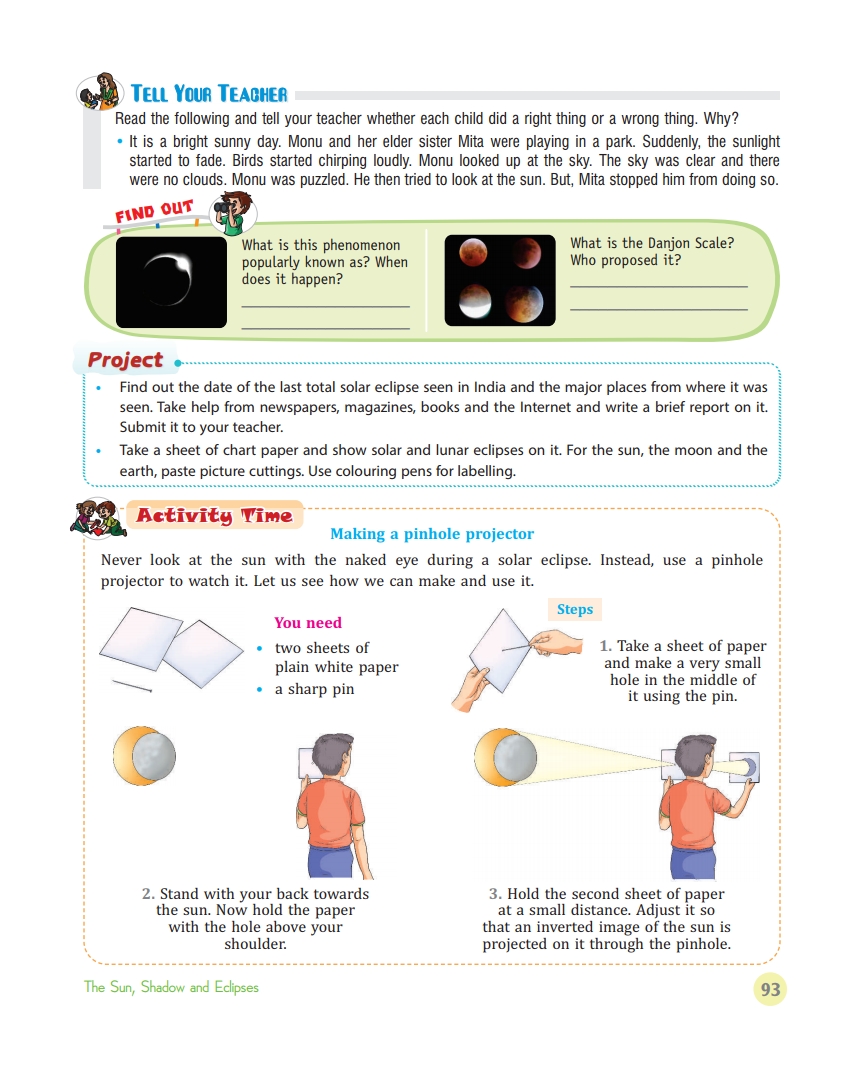 TELL YOUR TEACHER
Read the following and tell your teacher whether each child did a right thing or a wrong thing. Why?
• It is a bright sunny day. Monu and her elder sister Mita were playing in a park. Suddenly, the sunlight
started to fade. Birds started chirping loudly. Monu looked up at the sky. The sky was clear and there
were no clouds. Monu was puzzled. He then tried to look at the sun. But, Mita stopped him from doing so.
FIND OUT
What is this phenomenon
popularly known as? When
does it happen?
What is the Danjon Scale?
Who proposed it?
Project
• Find out the date of the last total solar eclipse seen in India and the major places from where it was
seen. Take help from newspapers, magazines, books and the Internet and write a brief report on it.
Submit it to your teacher.
• Take a sheet of chart paper and show solar and lunar eclipses on it. For the sun, the moon and the
earth, paste picture cuttings. Use colouring pens for labelling.
Activity Time
Making a pinhole projector
Never look at the sun with the naked eye during a solar eclipse. Instead, use a pinhole
projector to watch it. Let us see how we can make and use it.
You need
• two sheets of
plain white paper
• a sharp pin
Steps
1. Take a sheet of paper
and make a very small
hole in the middle of
it using the pin.
2. Stand with your back towards
the sun. Now hold the paper
with the hole above your
shoulder.
3. Hold the second sheet of paper
at a small distance. Adjust it so
that an inverted image of the sun is
projected on it through the pinhole.
The Sun, Shadow and Eclipses
93